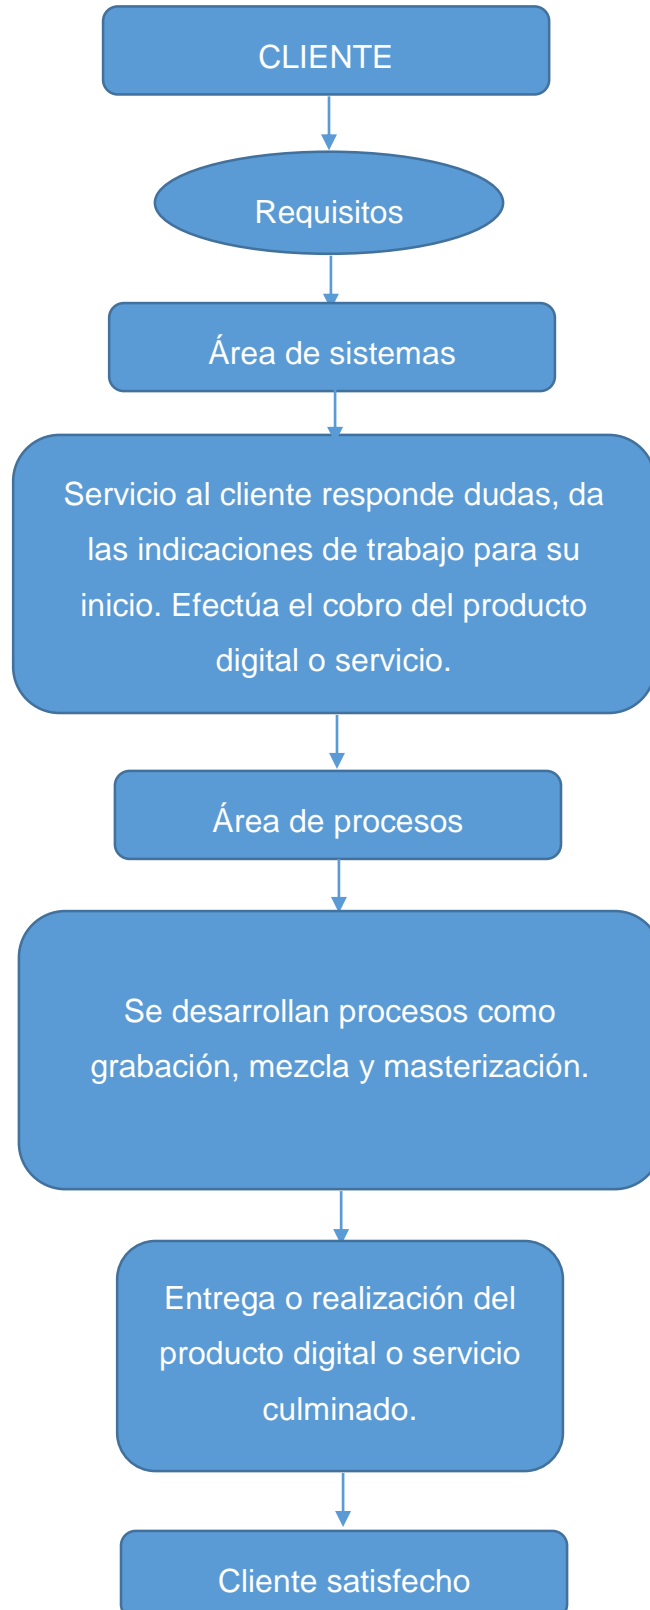 CLIENTE
Requisitos
Área de sistemas
Servicio al cliente responde dudas, da
las indicaciones de trabajo para su
inicio. Efectúa el cobro del producto
digital o servicio.
Área de procesos
Se desarrollan procesos como
grabación, mezcla y masterización.
Entrega o realización del
producto digital o servicio
culminado.
Cliente satisfecho